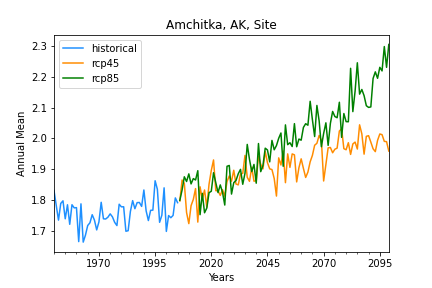 Amchitka, AK, Site
historical
rcp45
rcp85
Annual Mean
2.3
2.2
2.1
2.0
1.9
1.8
1.7
1970 1995 2020 2045 2070 2095
Years